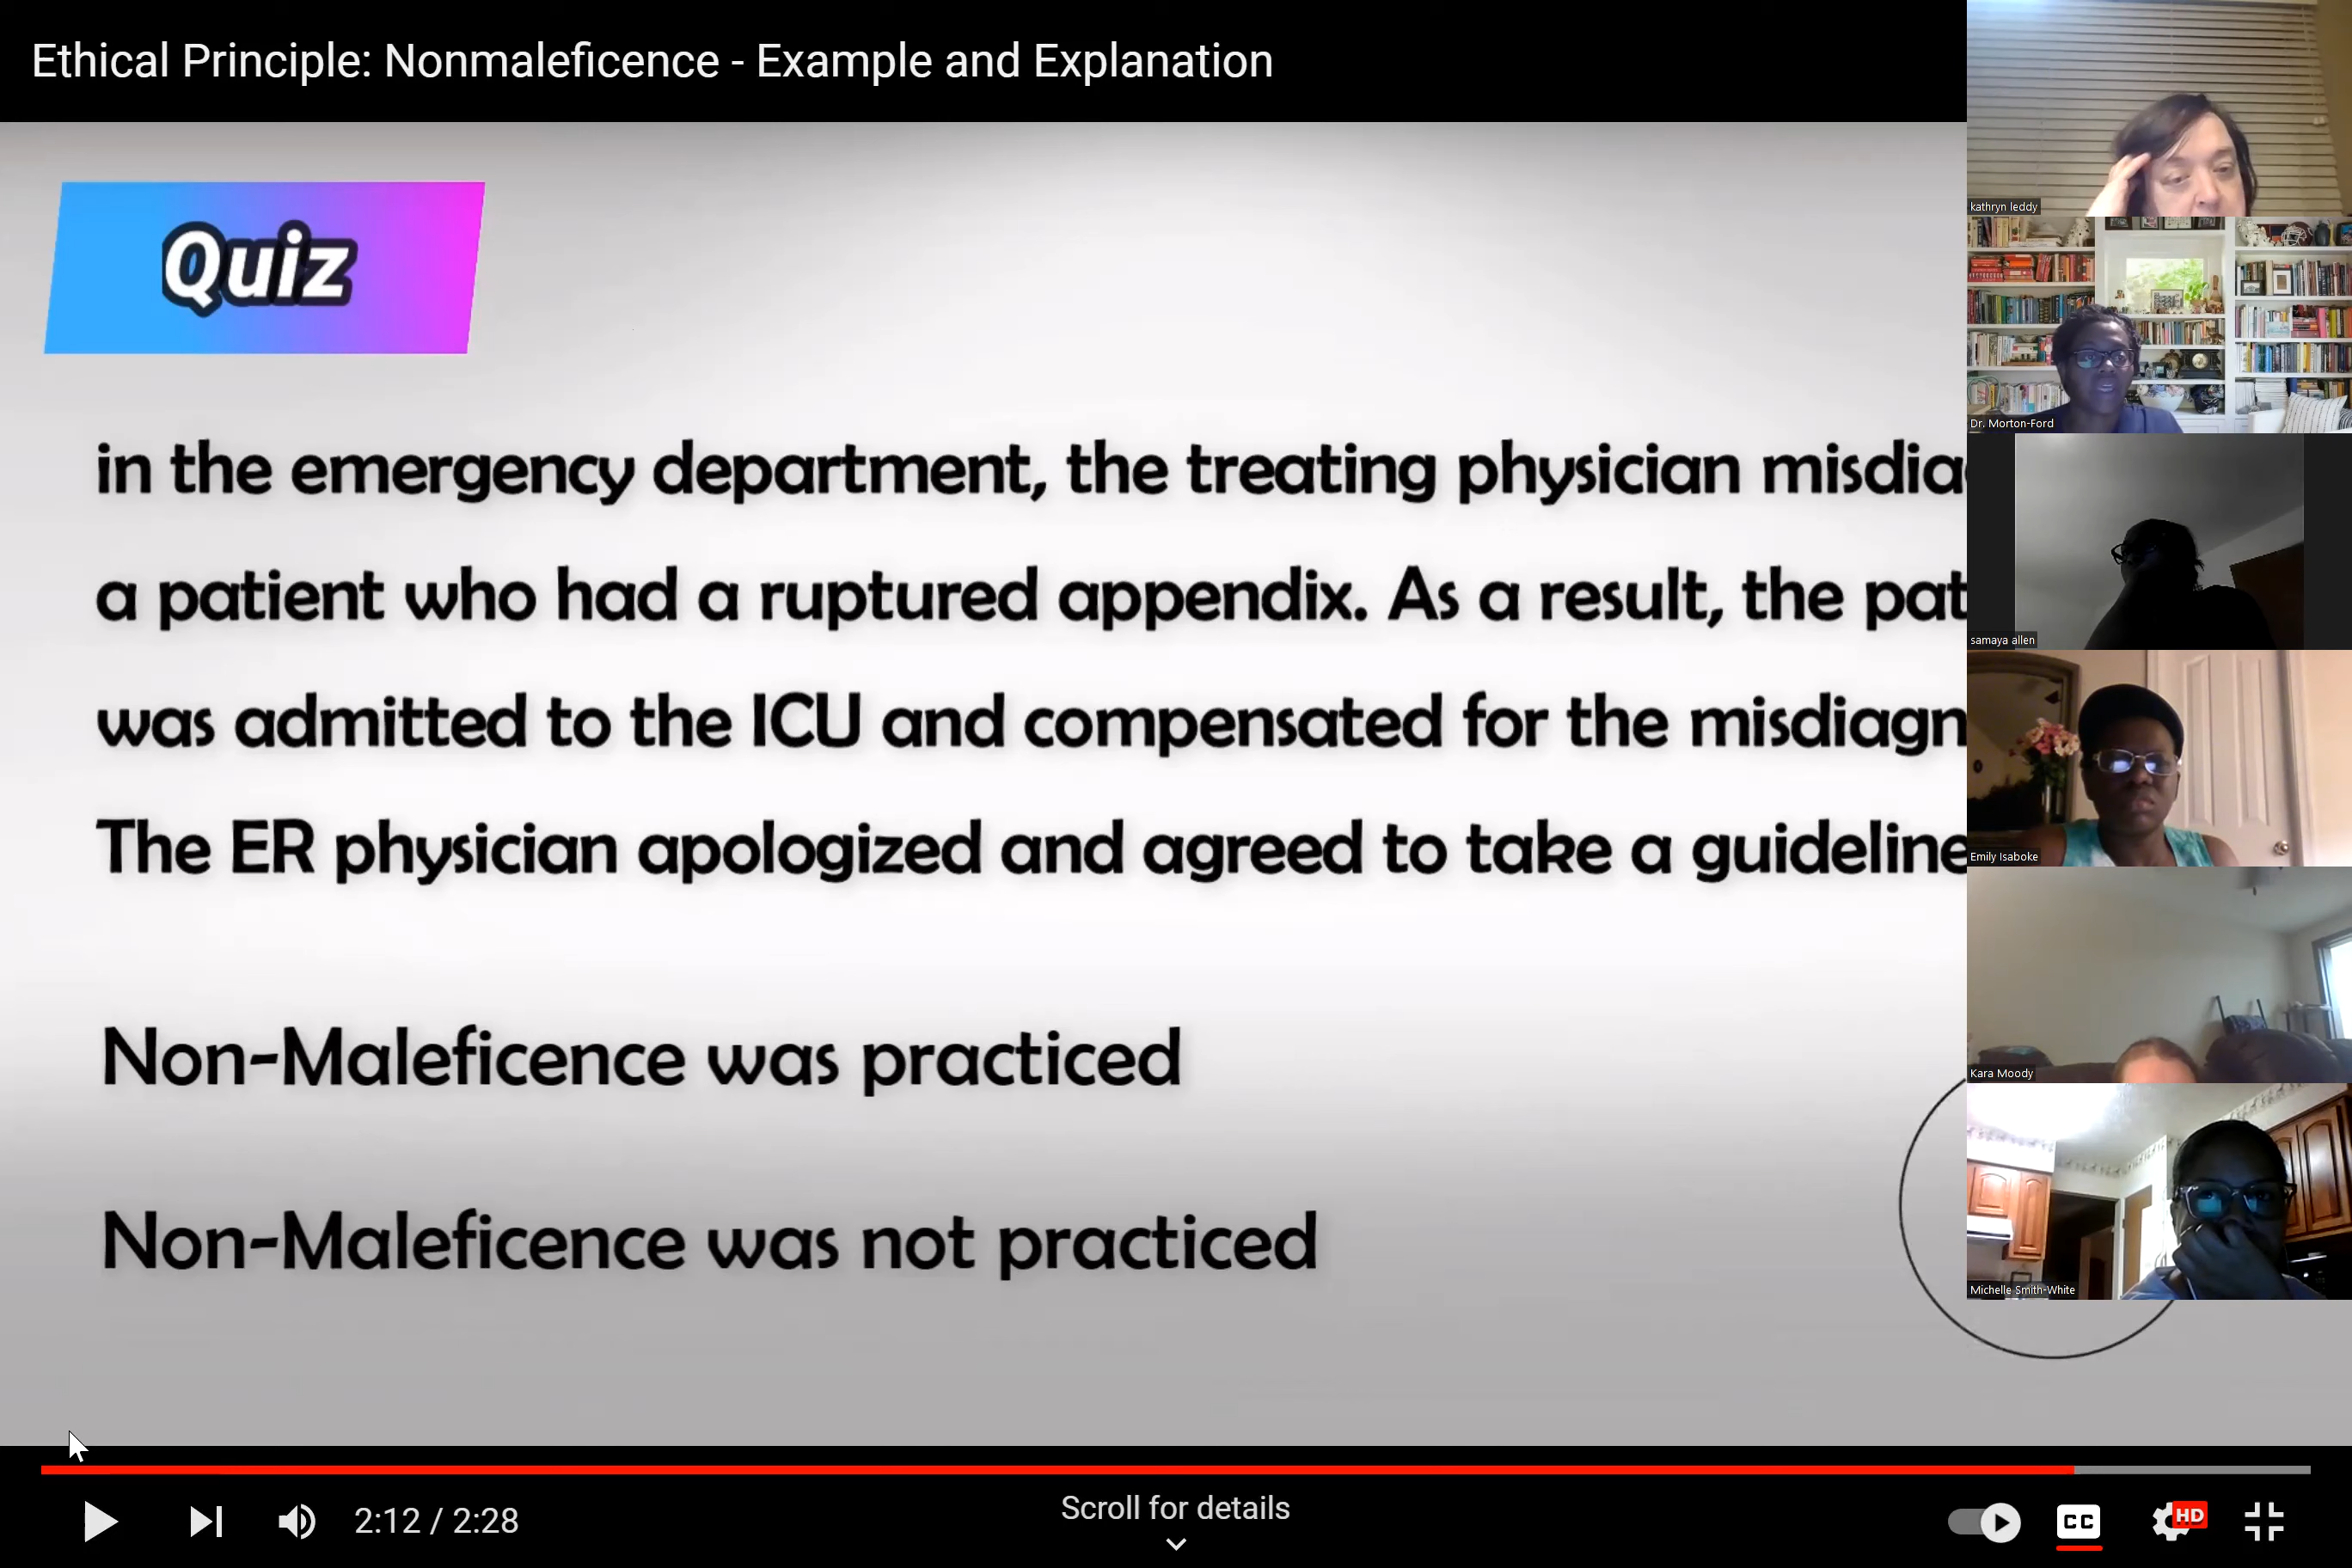 Ethical Principle: Nonmaleficence - Example and Explanation
Quiz
in the emergency department, the treating physician
a patient who had a ruptured appendix. As a result, the
was admitted to the ICU and compensated for the
The ER physician apologized and agreed to take a guideline
Non-Maleficence was practiced
Non-Maleficence was not practiced
kathryn leddy
Dr. Morton-Ford
samaya allen
Emily Isaboke
Kara Moody
Michelle Smith-White
2:12 / 2:28
Scroll for details
CC
HD